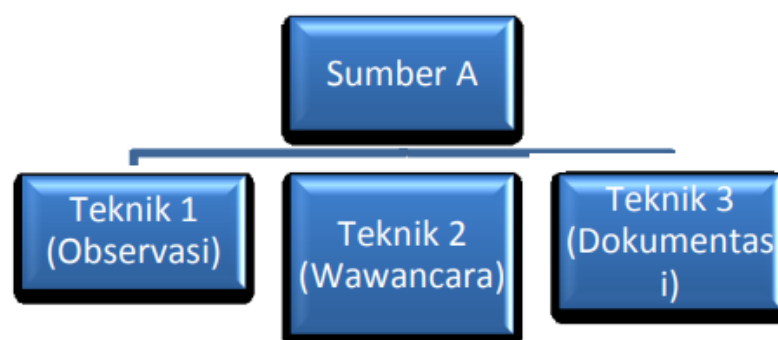 Sumber A
Teknik 1
(Observasi)
Teknik 2
(Wawancara)
Teknik 3
(Dokumentas
i)